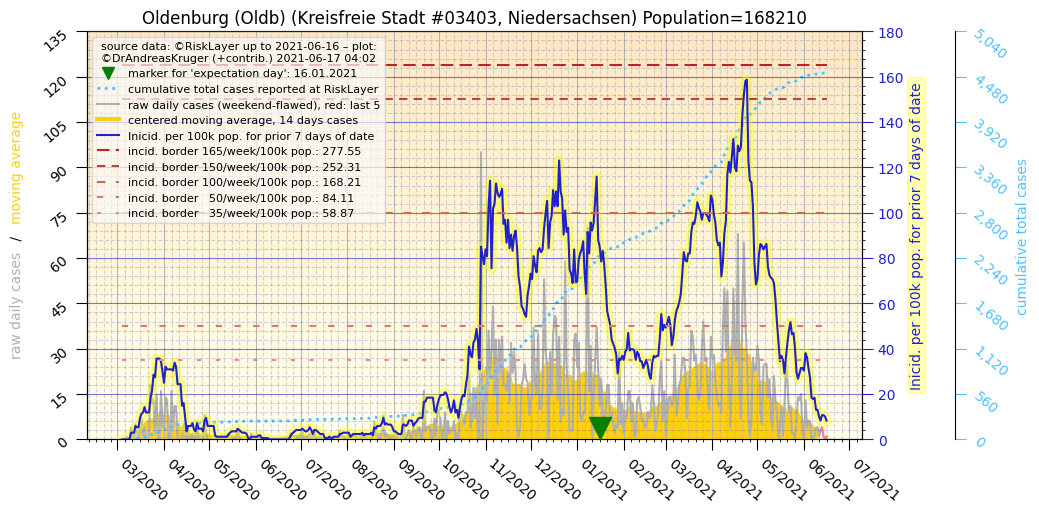 Oldenburg (Oldb) (Kreisfreie Stadt #03403, Niedersachsen) Population=168210
source data: ©RiskLayer up to 2021-06-16 – plot:
©DrAndreasKruger (+contrib.) 2021-06-17 04:02
marker for 'expectation day': 16.01.2021
cumulative total cases reported at RiskLayer
raw daily cases (weekend-flawed), red: last 5
centered moving average, 14 days cases
Inicid. per 100k pop. for prior 7 days of date
incid. border 165/week/100k pop.: 277.55
incid. border 150/week/100k pop.: 252.31
incid. border 100/week/100k pop.: 168.21
incid. border 50/week/100k pop.: 84.11
incid. border 35/week/100k pop.: 58.87
raw daily cases / moving average
135
120
105
90
75
60
45
30
15
0
180
160
140
120
100
80
60
40
20
0
Inicid. per 100k pop. for prior 7 days of date
5,040
4,480
3,920
3,360
2,800
2,240
1,680
1,120
560
0
cumulative total cases
03/2020
04/2020
05/2020
06/2020
07/2020
08/2020
09/2020
10/2020
11/2020
12/2020
01/2021
02/2021
03/2021
04/2021
05/2021
06/2021
07/2021